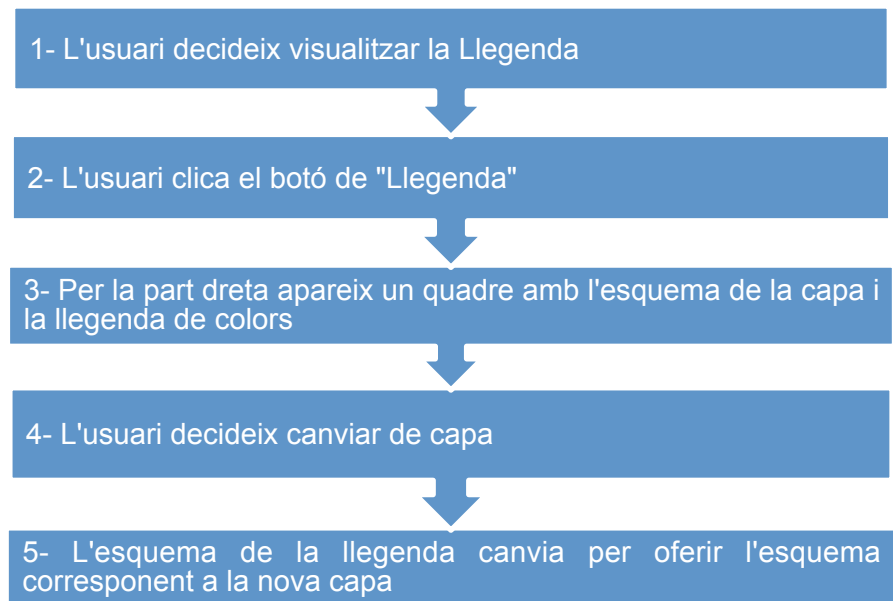 1- L'usuari decideix visualitzar la Llegenda
2- L'usuari clica el botó de "Llegenda"
3- Per la part dreta apareix un quadre amb l'esquema de la capa i
la llegenda de colors
4- L'usuari decideix canviar de capa
5- L'esquema de la llegenda canvia per oferir l'esquema
corresponent a la nova capa